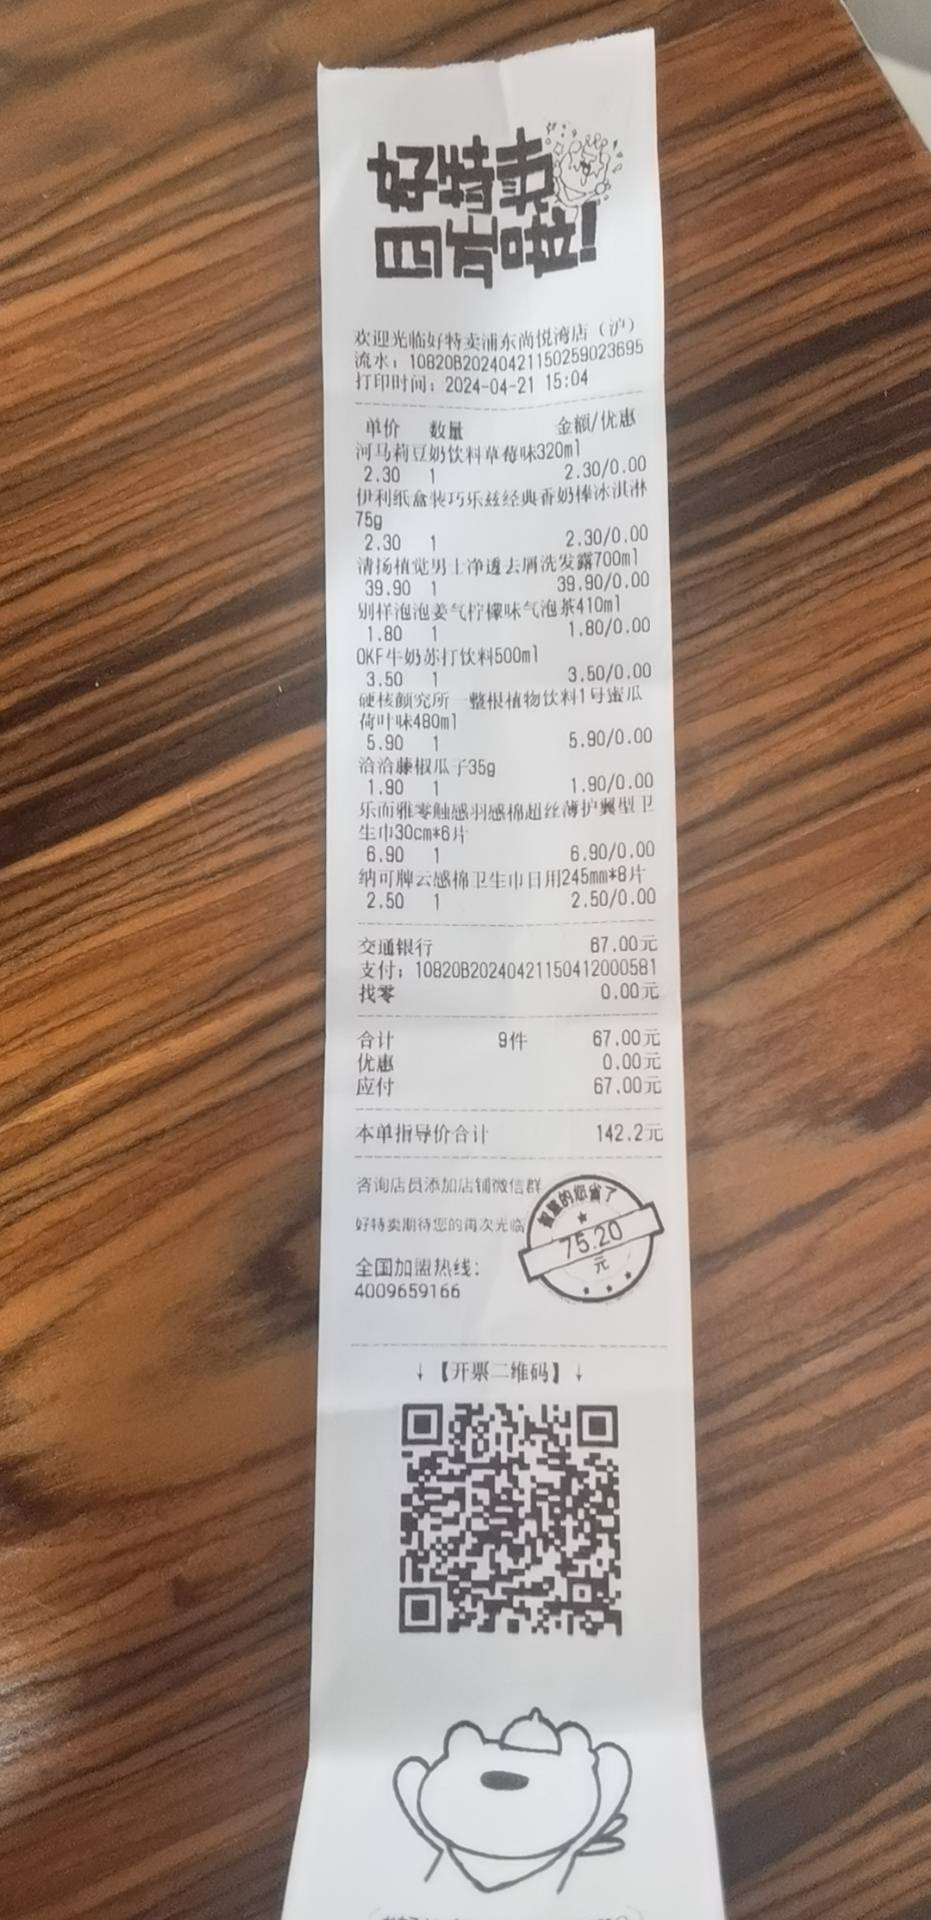 好特卖
欢迎光临好特卖浦东尚悦湾店（沪）
流水：10820B20240421150259023695
打印时间：2024-04-21 15:04
单价 数量 金额/优惠
河马莉豆奶饮料草莓味320ml
2.30 1 2.30/0.00
伊利纸盒装巧乐兹经典香奶棒冰淇淋
75g
2.30 1 2.30/0.00
清扬植觉男士净透去屑洗发露700ml
39.90 1 39.90/0.00
别样泡泡姜气柠檬味气泡茶410ml
1.80 1 1.80/0.00
OKF牛奶苏打饮料500ml
3.50 1 3.50/0.00
硬核颜究所一整根植物饮料1号蜜瓜
荷叶味480ml
5.90 1 5.90/0.00
洽洽藤椒瓜子35g
1.90 1 1.90/0.00
乐而雅零触感羽感棉超丝薄护翼型卫
生巾30cm*6片
6.90 1 6.90/0.00
纳可牌云感棉卫生巾日用245mm*8片
2.50 1 2.50/0.00
交通银行 67.00元
支付：10820B20240421150412000581
找零 0.00元
合计 9件 67.00元
优惠 0.00元
应付 67.00元
本单指导价合计 142.2元
咨询店员添加店铺微信群
好特卖期待您的再次光临
智慧的您省了
75.20
元
全国加盟热线：
4009659166
↓【开票二维码】↓